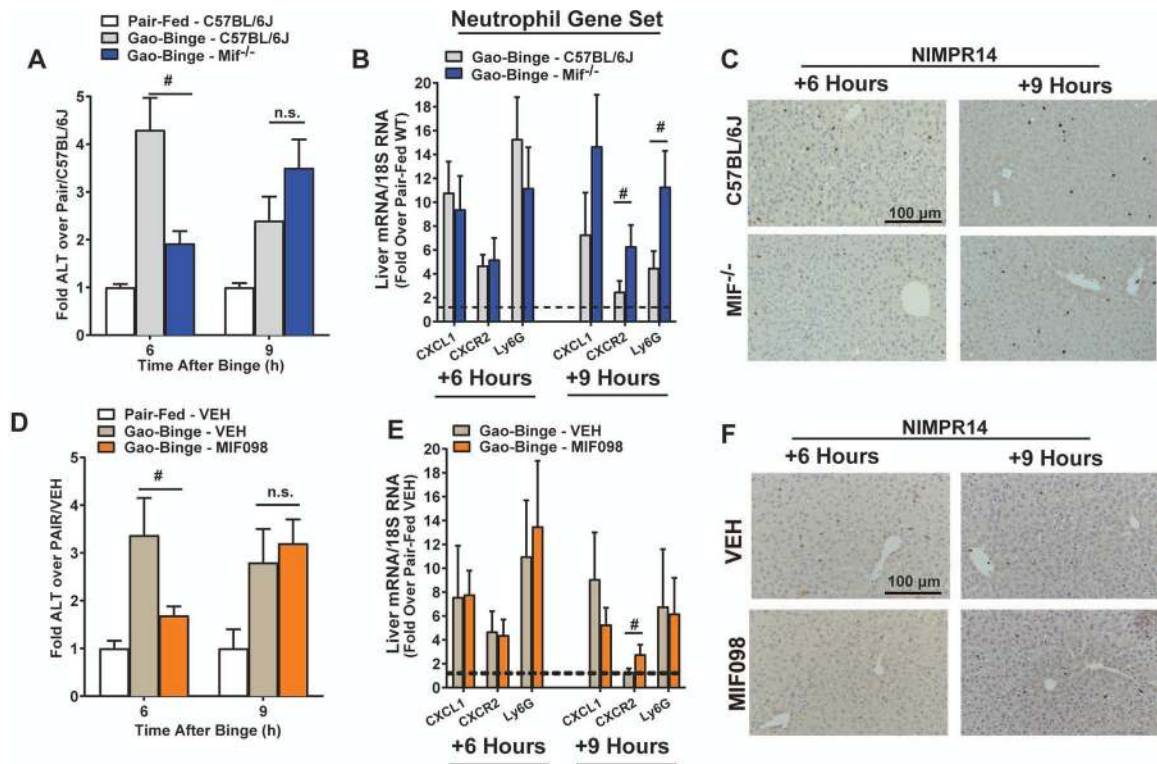 Neutrophil Gene Set
A
Pair-Fed - C57BL/6J
Gao-Binge - C57BL/6J
Gao-Binge - Mif-/-
Fold ALT over Pair/C57BL/6J
5
4
3
2
1
0
#
n.s.
6
9
Time After Binge (h)
B
Gao-Binge - C57BL/6J
Gao-Binge - Mif-/-
Liver mRNA/18S RNA
(Fold Over Pair-Fed WT)
20
18
16
14
12
10
8
6
4
2
0
#
#
CXCL1
CXCR2
Ly6G
CXCL1
CXCR2
Ly6G
+6 Hours
+9 Hours
C
NIMPR14
+6 Hours
+9 Hours
C57BL/6J
100 µm
MIF-/-
D
Pair-Fed - VEH
Gao-Binge - VEH
Gao-Binge - MIF098
Fold ALT over PAIR/VEH
5
4
3
2
1
0
#
n.s.
6
9
Time After Binge (h)
E
Gao-Binge - VEH
Gao-Binge - MIF098
Liver mRNA/18S RNA
(Fold Over Pair-Fed VEH)
20
18
16
14
12
10
8
6
4
2
0
#
CXCL1
CXCR2
Ly6G
CXCL1
CXCR2
Ly6G
+6 Hours
+9 Hours
F
NIMPR14
+6 Hours
+9 Hours
VEH
100 µm
MIF098